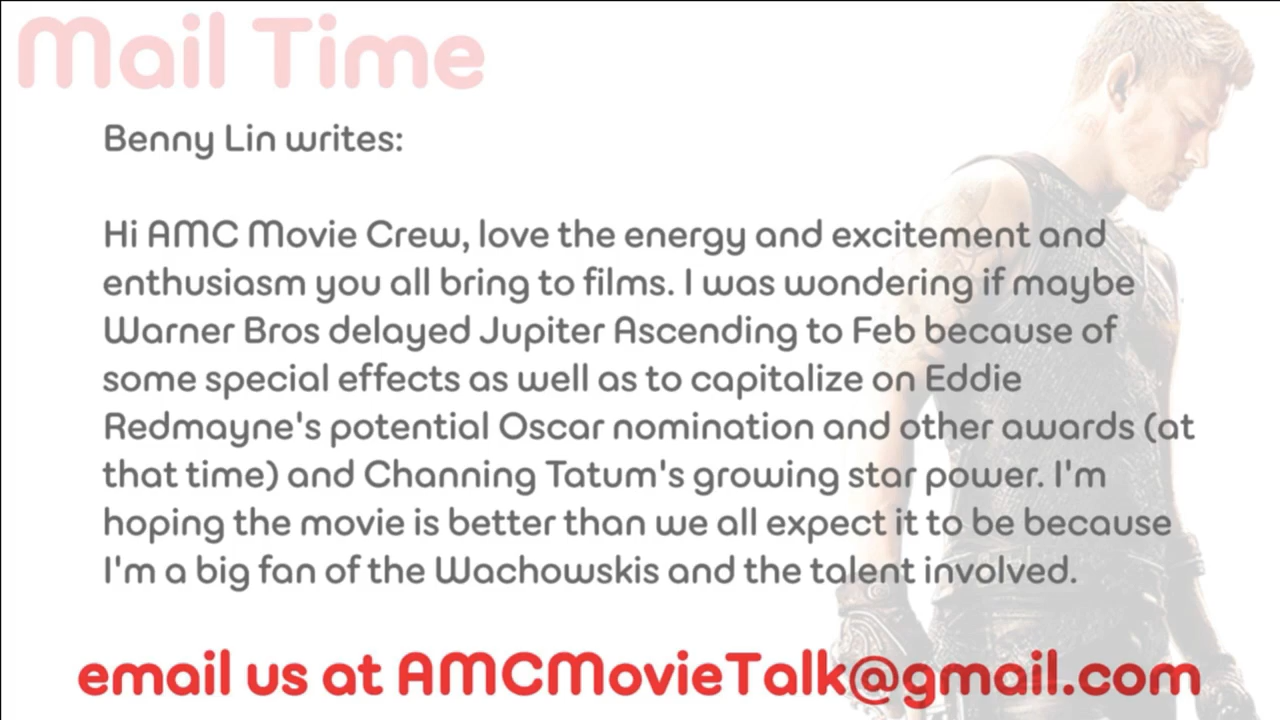 Mail Time
Benny Lin writes:
Hi AMC Movie Crew, love the energy and excitement and
enthusiasm you all bring to films. I was wondering if maybe
Warner Bros delayed Jupiter Ascending to Feb because of
some special effects as well as to capitalize on Eddie
Redmayne's potential Oscar nomination and other awards (at
that time) and Channing Tatum's growing star power. I'm
hoping the movie is better than we all expect it to be because
I'm a big fan of the Wachowskis and the talent involved.
email us at AMCMovieTalk@gmail.com